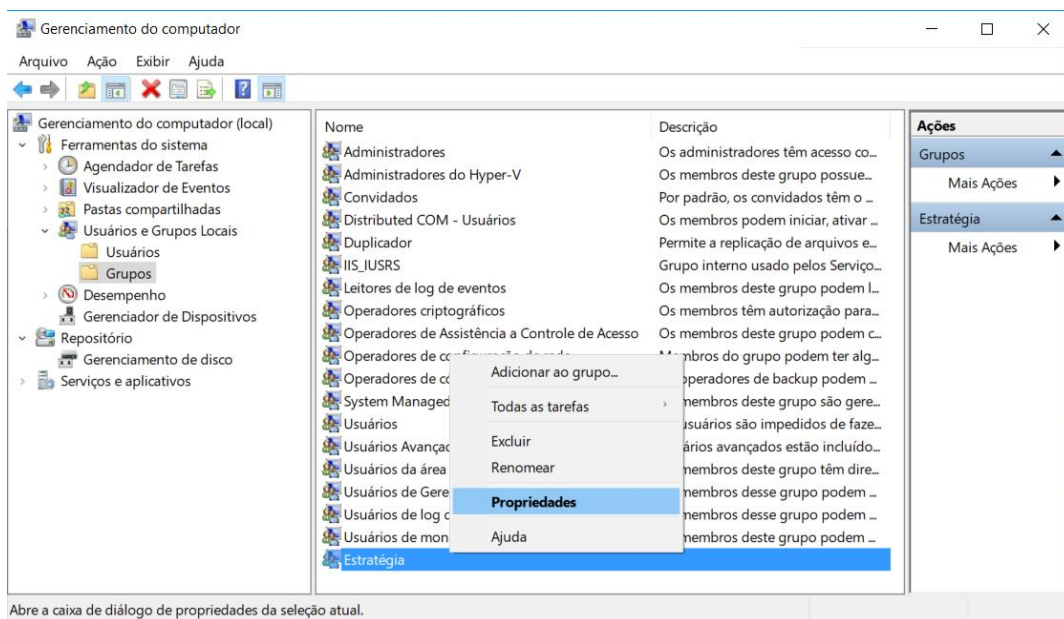 Gerenciamento do computador
Arquivo Ação Exibir Ajuda
Gerenciamento do computador (local)
Ferramentas do sistema
Agendador de Tarefas
Visualizador de Eventos
Pastas compartilhadas
Usuários e Grupos Locais
Usuários
Grupos
Desempenho
Gerenciador de Dispositivos
Repositório
Gerenciamento de disco
Serviços e aplicativos
Nome Descrição
Administradores Os administradores têm acesso co...
Administradores do Hyper-V Os membros deste grupo possue...
Convidados Por padrão, os convidados têm o ...
Distributed COM - Usuários Os membros podem iniciar, ativar ...
Duplicador Permite a replicação de arquivos e...
IIS_IUSRS Grupo interno usado pelos Serviço...
Leitores de log de eventos Os membros deste grupo podem l...
Operadores criptográficos Os membros têm autorização para...
Operadores de Assistência a Controle de Acesso Os membros deste grupo podem c...
Operadores de configuração de rede Membros do grupo podem ter alg...
Operadores de operadores de backup podem ...
System Managed membros deste grupo são gere...
Usuários usuários são impedidos de faze...
Usuários avançados estão incluído...
Usuários da área membros deste grupo têm dire...
Usuários de membros desse grupo podem ...
Usuários de log membros desse grupo podem ...
Usuários de membros deste grupo podem ...
Estratégia
Adicionar ao grupo...
Todas as tarefas
Excluir
Renomear
Propriedades
Ajuda
Ações
Grupos
Mais Ações
Estratégia
Mais Ações
Abre a caixa de diálogo de propriedades da seleção atual.